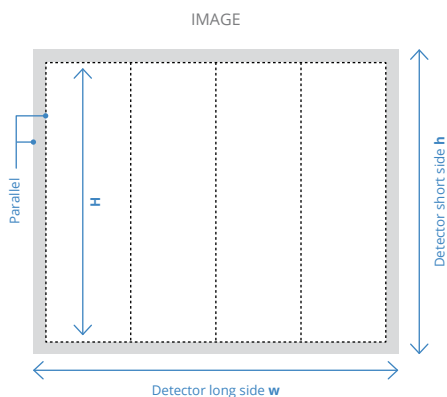 IMAGE
Parallel
H
Detector short side h
Detector long side w